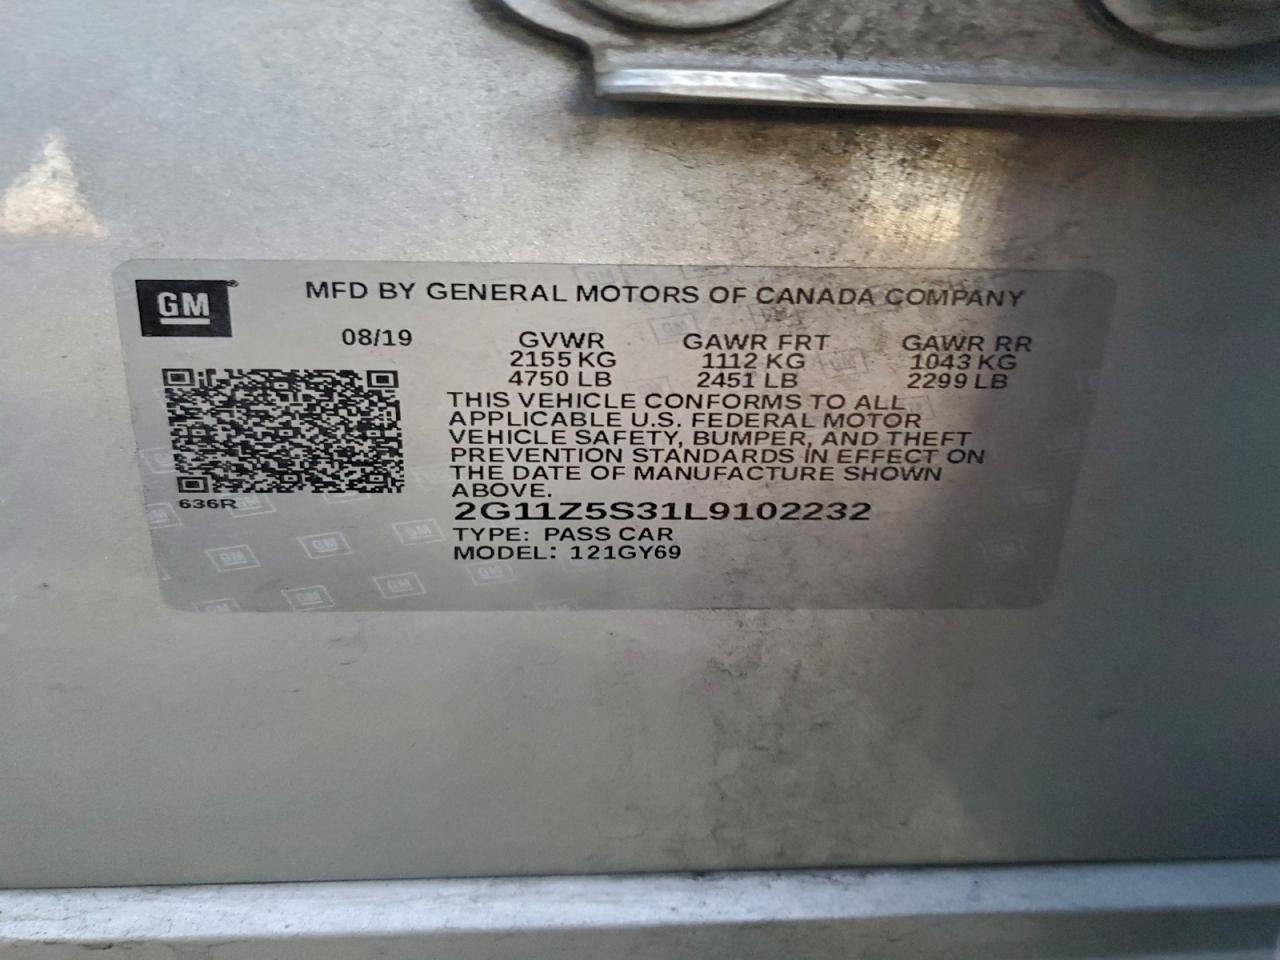 GM
MFD BY GENERAL MOTORS OF CANADA COMPANY
08/19 GVWR GAWR FRT GAWR RR
2155 KG 1112 KG 1043 KG
4750 LB 2451 LB 2299 LB
THIS VEHICLE CONFORMS TO ALL
APPLICABLE U.S. FEDERAL MOTOR
VEHICLE SAFETY, BUMPER, AND THEFT
PREVENTION STANDARDS IN EFFECT ON
THE DATE OF MANUFACTURE SHOWN
ABOVE.
636R
2G11Z5S31L9102232
TYPE: PASS CAR
MODEL: 121GY69